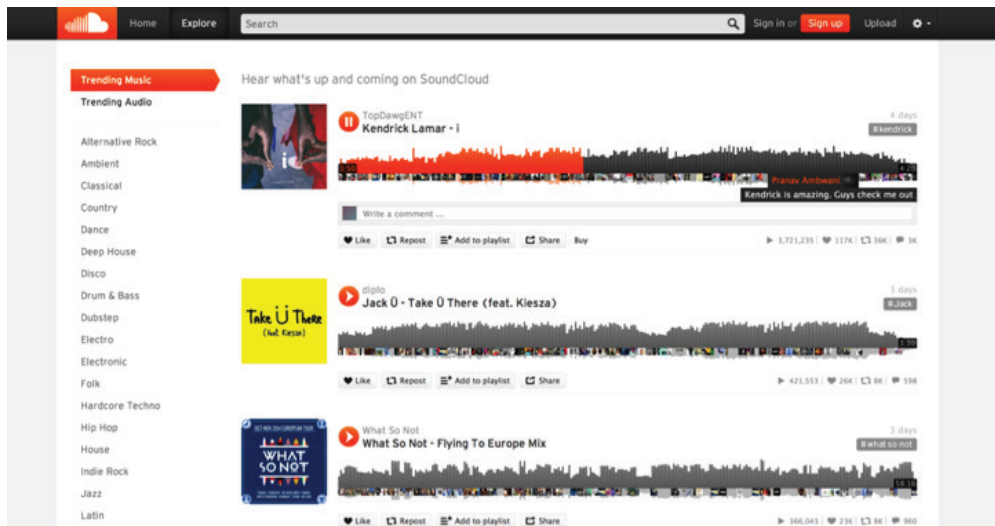 Home Explore Search Sign in or Sign up Upload
Trending Music
Trending Audio
Alternative Rock
Ambient
Classical
Country
Dance
Deep House
Disco
Drum & Bass
Dubstep
Electro
Electronic
Folk
Hardcore Techno
Hip Hop
House
Indie Rock
Jazz
Latin
Hear what's up and coming on SoundCloud
TopDawgENT 4 days
Kendrick Lamar - i #kendrick
1:50 4:20
Pranav Ambwani
Kendrick is amazing. Guys check me out
Write a comment ...
Like Repost Add to playlist Share Buy 3,721,235 117K 36K 3K
diplo 3 days
Jack Ü - Take Ü There (feat. Kiesza) #Jack
Take Ü There
(feat. Kiesza)
Like Repost Add to playlist Share 421,553 26K 8K 598
What So Not 3 days
What So Not - Flying To Europe Mix #what so not
WHAT
SO NOT
58:16
Like Repost Add to playlist Share 366,043 23K 8K 960